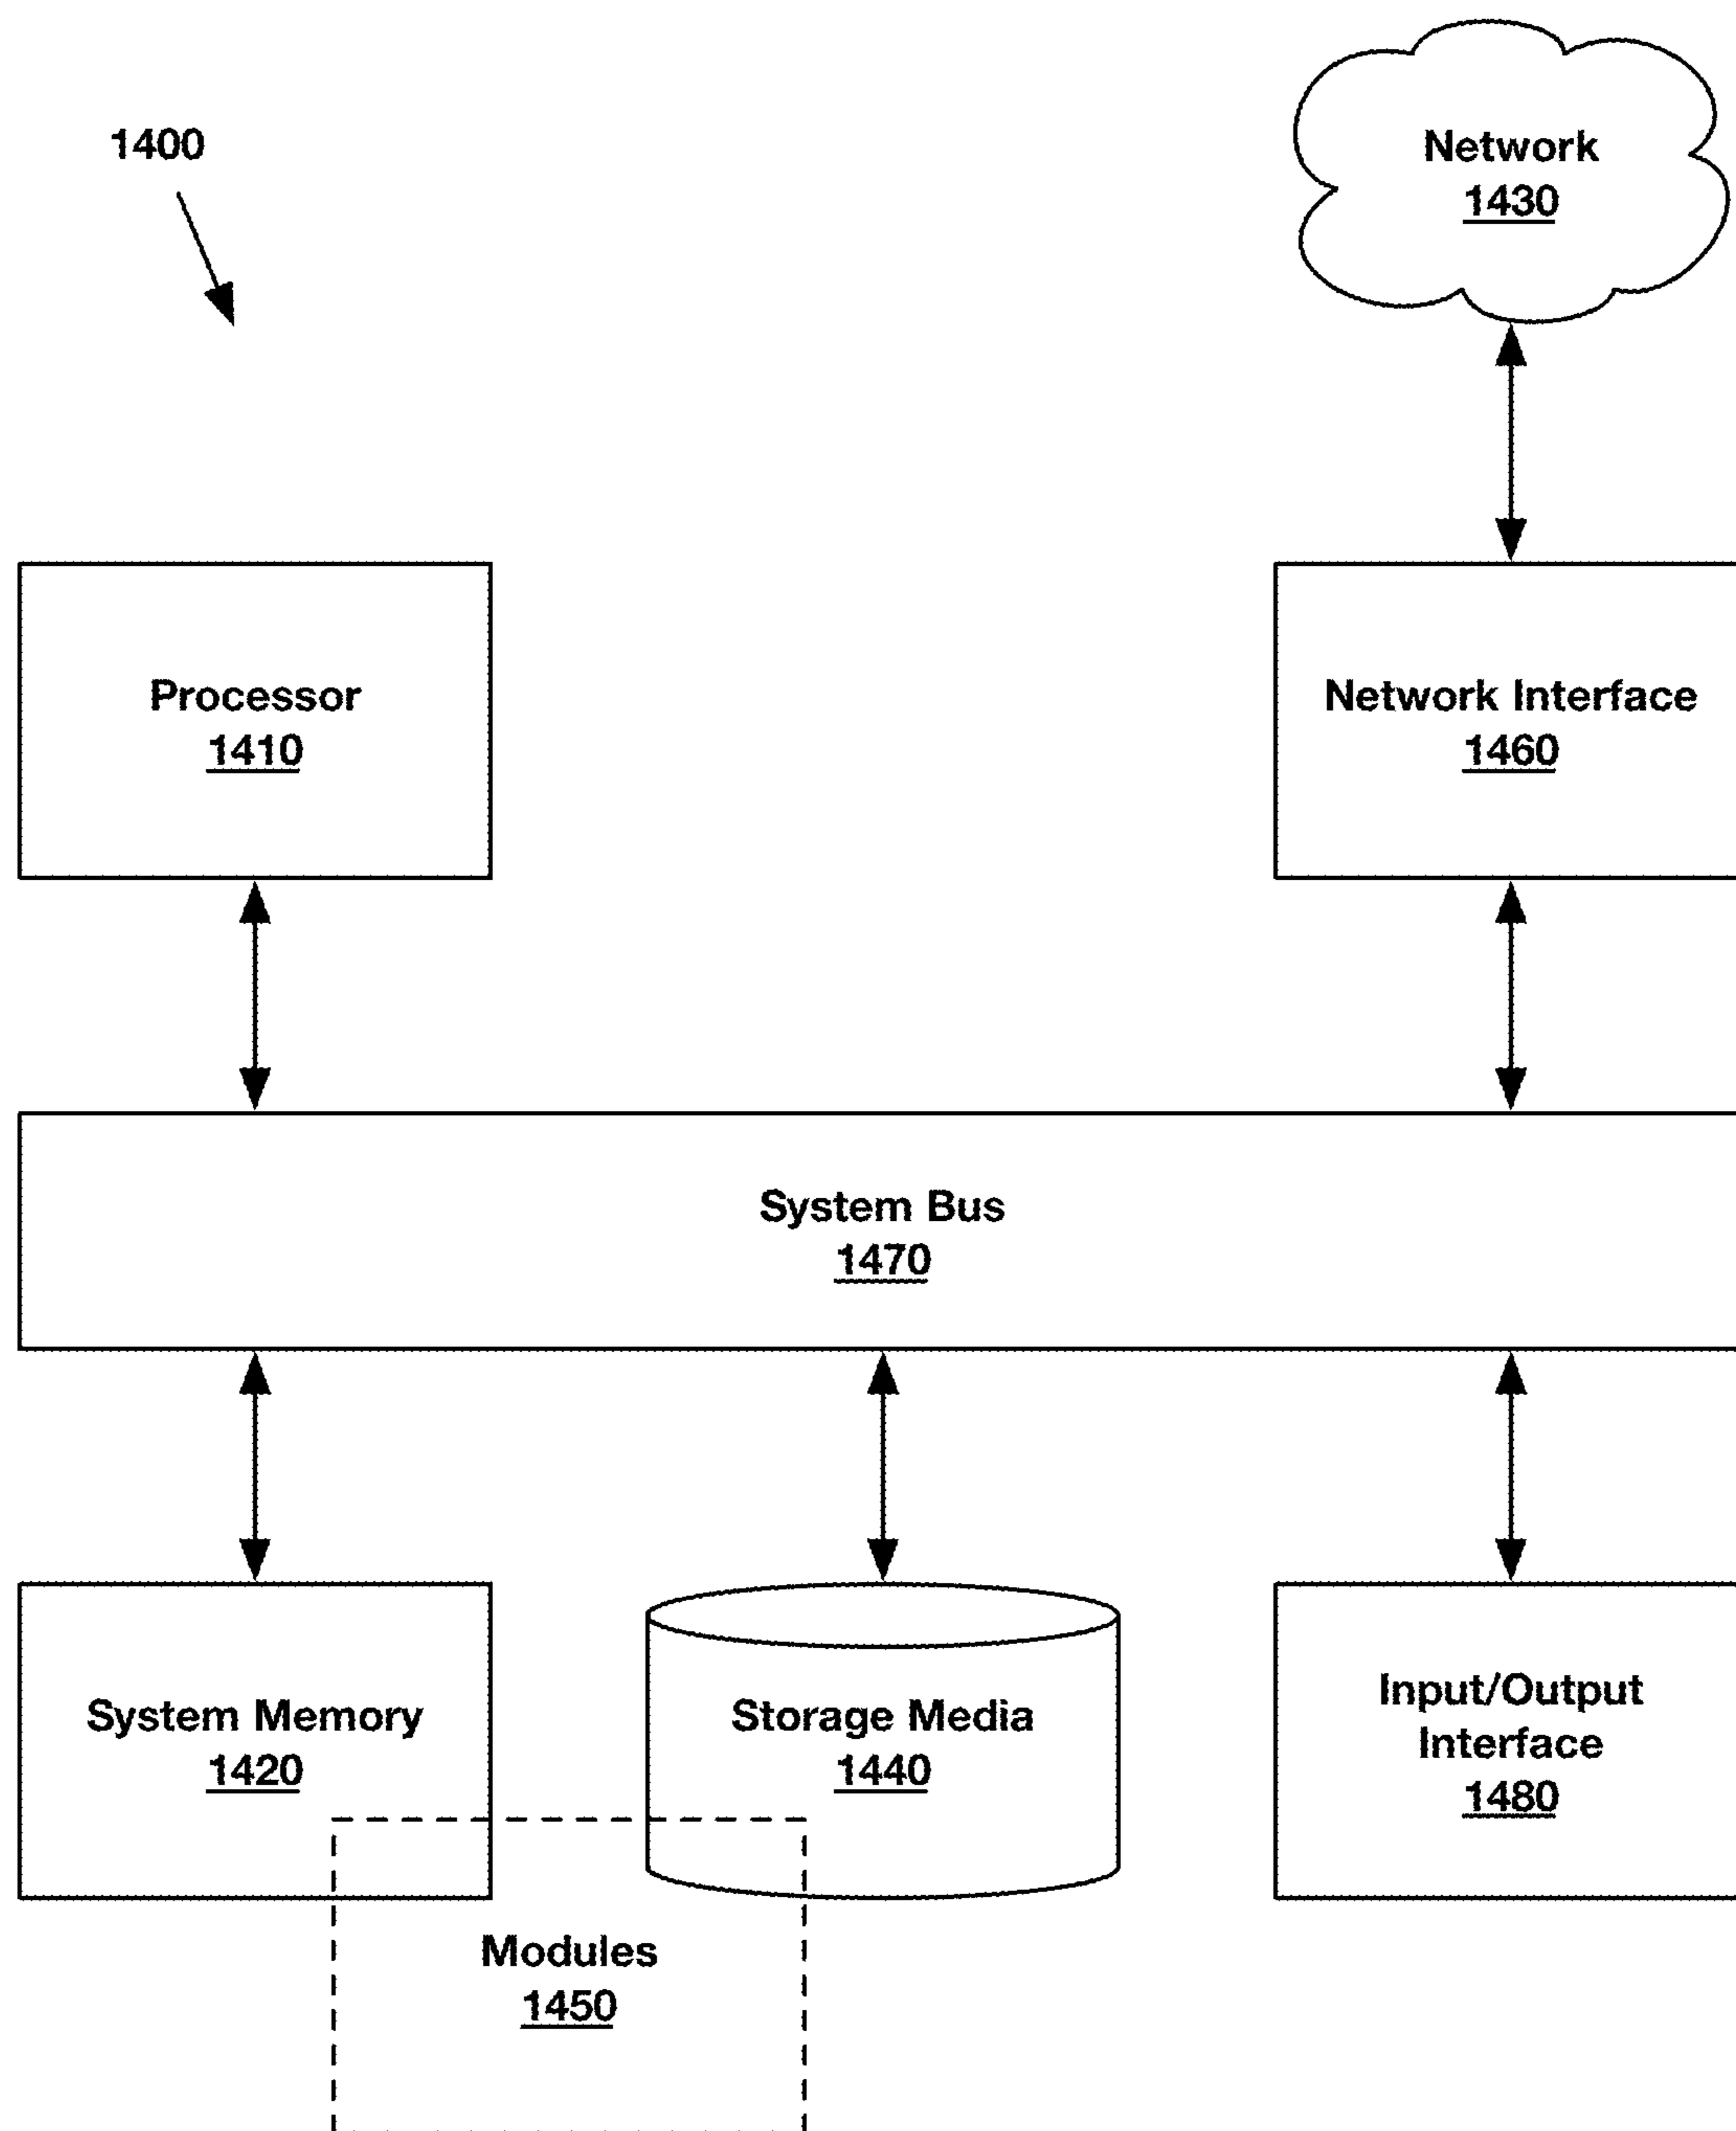 1400
Network
1430
Processor
1410
Network Interface
1460
System Bus
1470
System Memory
1420
Storage Media
1440
Input/Output
Interface
1480
Modules
1450